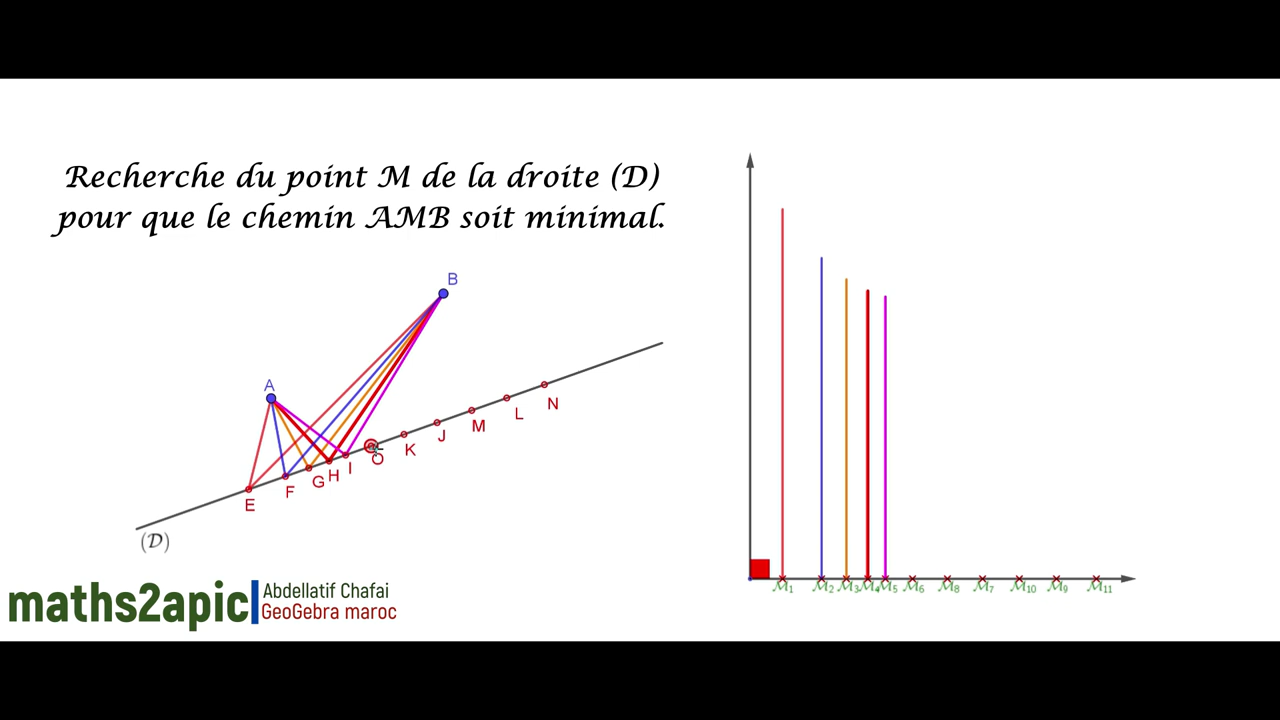 Recherche du point M de la droite (D)
pour que le chemin AMB soit minimal.
B
A
N
L
M
J
K
O
I
H
G
F
E
(D)
M1 M2 M3 M4 M5 M6 M8 M7 M10 M9 M11
maths2apic
Abdellatif Chafai
GeoGebra maroc